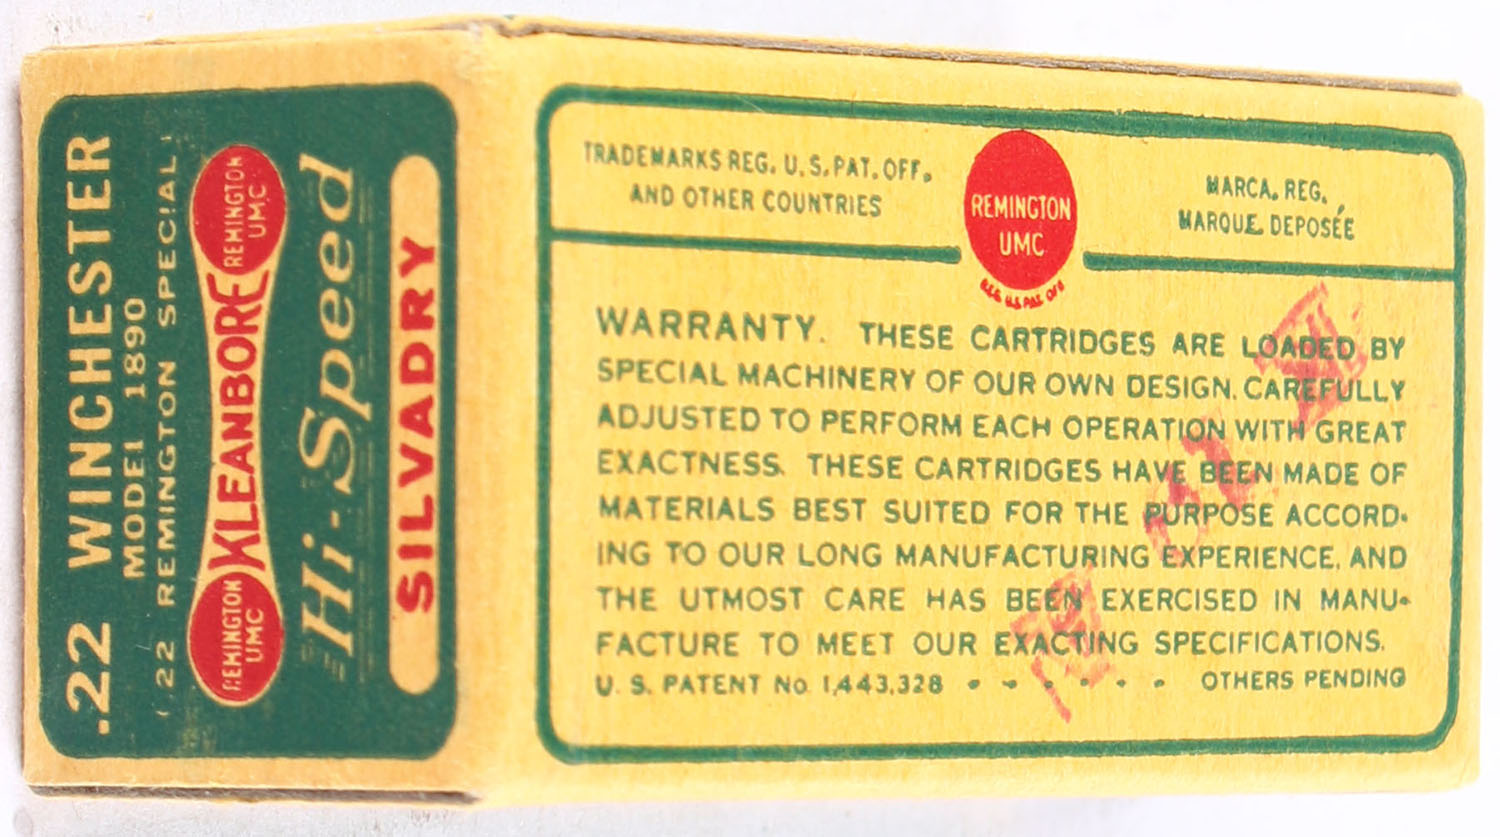 .22 WINCHESTER
MODEL 1890
(.22 REMINGTON SPECIAL)
REMINGTON
UMC
KLEANBORE
REMINGTON
UMC
Hi-Speed
SILVADRY
TRADEMARKS REG. U.S. PAT. OFF.
AND OTHER COUNTRIES
REMINGTON
UMC
REG. U.S. PAT. OFF.
MARCA. REG.
MARQUE DEPOSÉE
WARRANTY. THESE CARTRIDGES ARE LOADED BY
SPECIAL MACHINERY OF OUR OWN DESIGN, CAREFULLY
ADJUSTED TO PERFORM EACH OPERATION WITH GREAT
EXACTNESS. THESE CARTRIDGES HAVE BEEN MADE OF
MATERIALS BEST SUITED FOR THE PURPOSE ACCORD-
ING TO OUR LONG MANUFACTURING EXPERIENCE, AND
THE UTMOST CARE HAS BEEN EXERCISED IN MANU-
FACTURE TO MEET OUR EXACTING SPECIFICATIONS.
U. S. PATENT No. 1,443,328 - - - - - - OTHERS PENDING